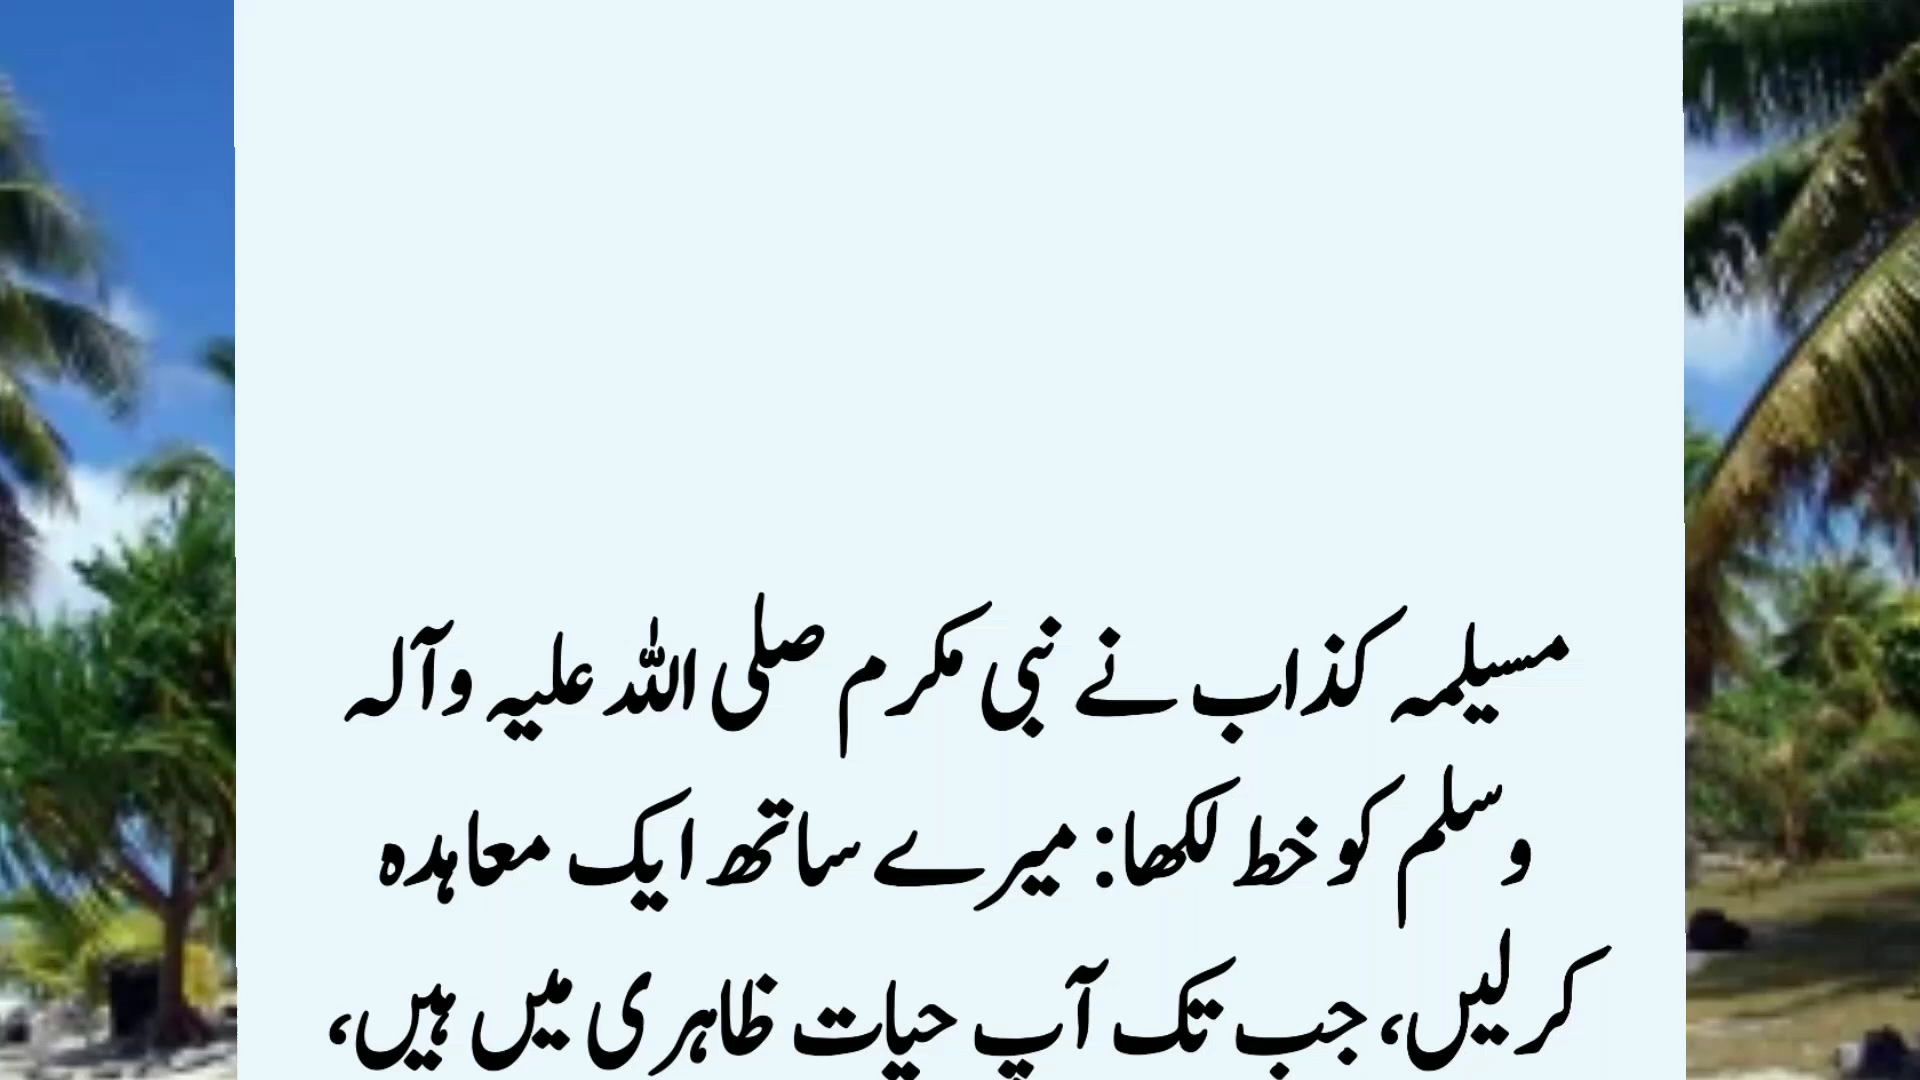 مسیلمہ کذاب نے نبی مکرم صلی اللہ علیہ وآلہ
وسلم کو خط لکھا: میرے ساتھ ایک معاہدہ
کرلیں، جب تک آپ حیات ظاہری میں ہیں،